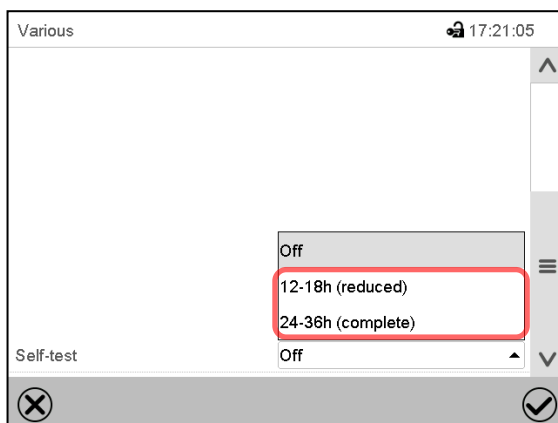 Various 17:21:05
Off
12-18h (reduced)
24-36h (complete)
Self-test Off